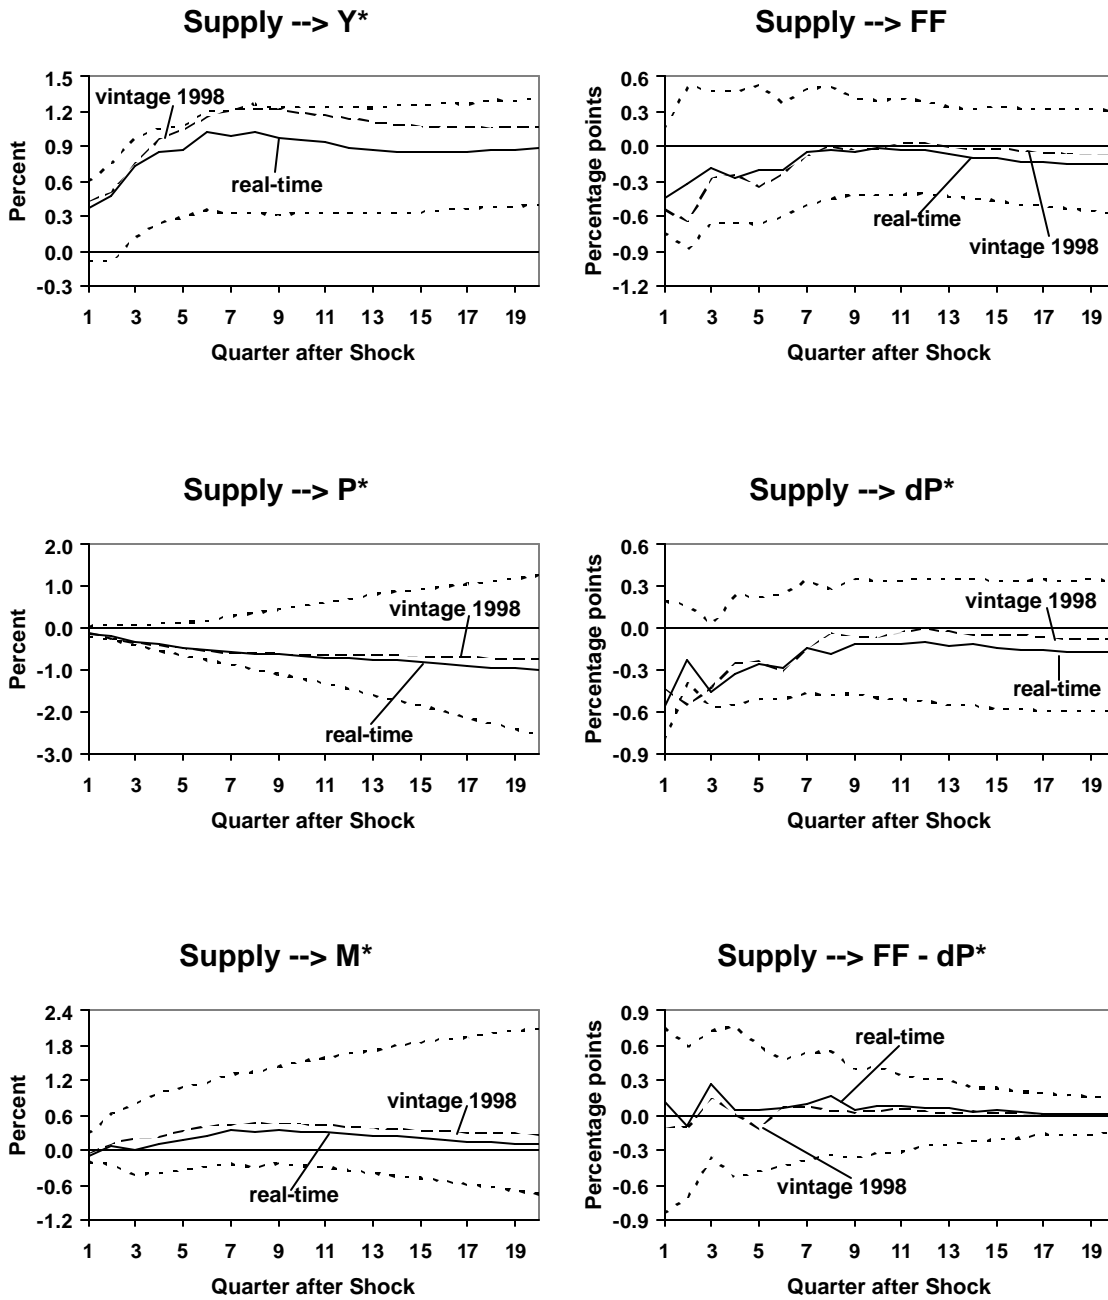 Supply --> Y*
Percent
1.5
1.2
0.9
0.6
0.3
0.0
-0.3
vintage 1998
real-time
1 3 5 7 9 11 13 15 17 19
Quarter after Shock
Supply --> FF
Percentage points
0.6
0.3
0.0
-0.3
-0.6
-0.9
-1.2
real-time
vintage 1998
1 3 5 7 9 11 13 15 17 19
Quarter after Shock
Supply --> P*
Percent
2.0
1.0
0.0
-1.0
-2.0
-3.0
vintage 1998
real-time
1 3 5 7 9 11 13 15 17 19
Quarter after Shock
Supply --> dP*
Percentage points
0.6
0.3
0.0
-0.3
-0.6
-0.9
vintage 1998
real-time
1 3 5 7 9 11 13 15 17 19
Quarter after Shock
Supply --> M*
Percent
2.4
1.8
1.2
0.6
0.0
-0.6
-1.2
vintage 1998
real-time
1 3 5 7 9 11 13 15 17 19
Quarter after Shock
Supply --> FF - dP*
Percentage points
0.9
0.6
0.3
0.0
-0.3
-0.6
-0.9
real-time
vintage 1998
1 3 5 7 9 11 13 15 17 19
Quarter after Shock